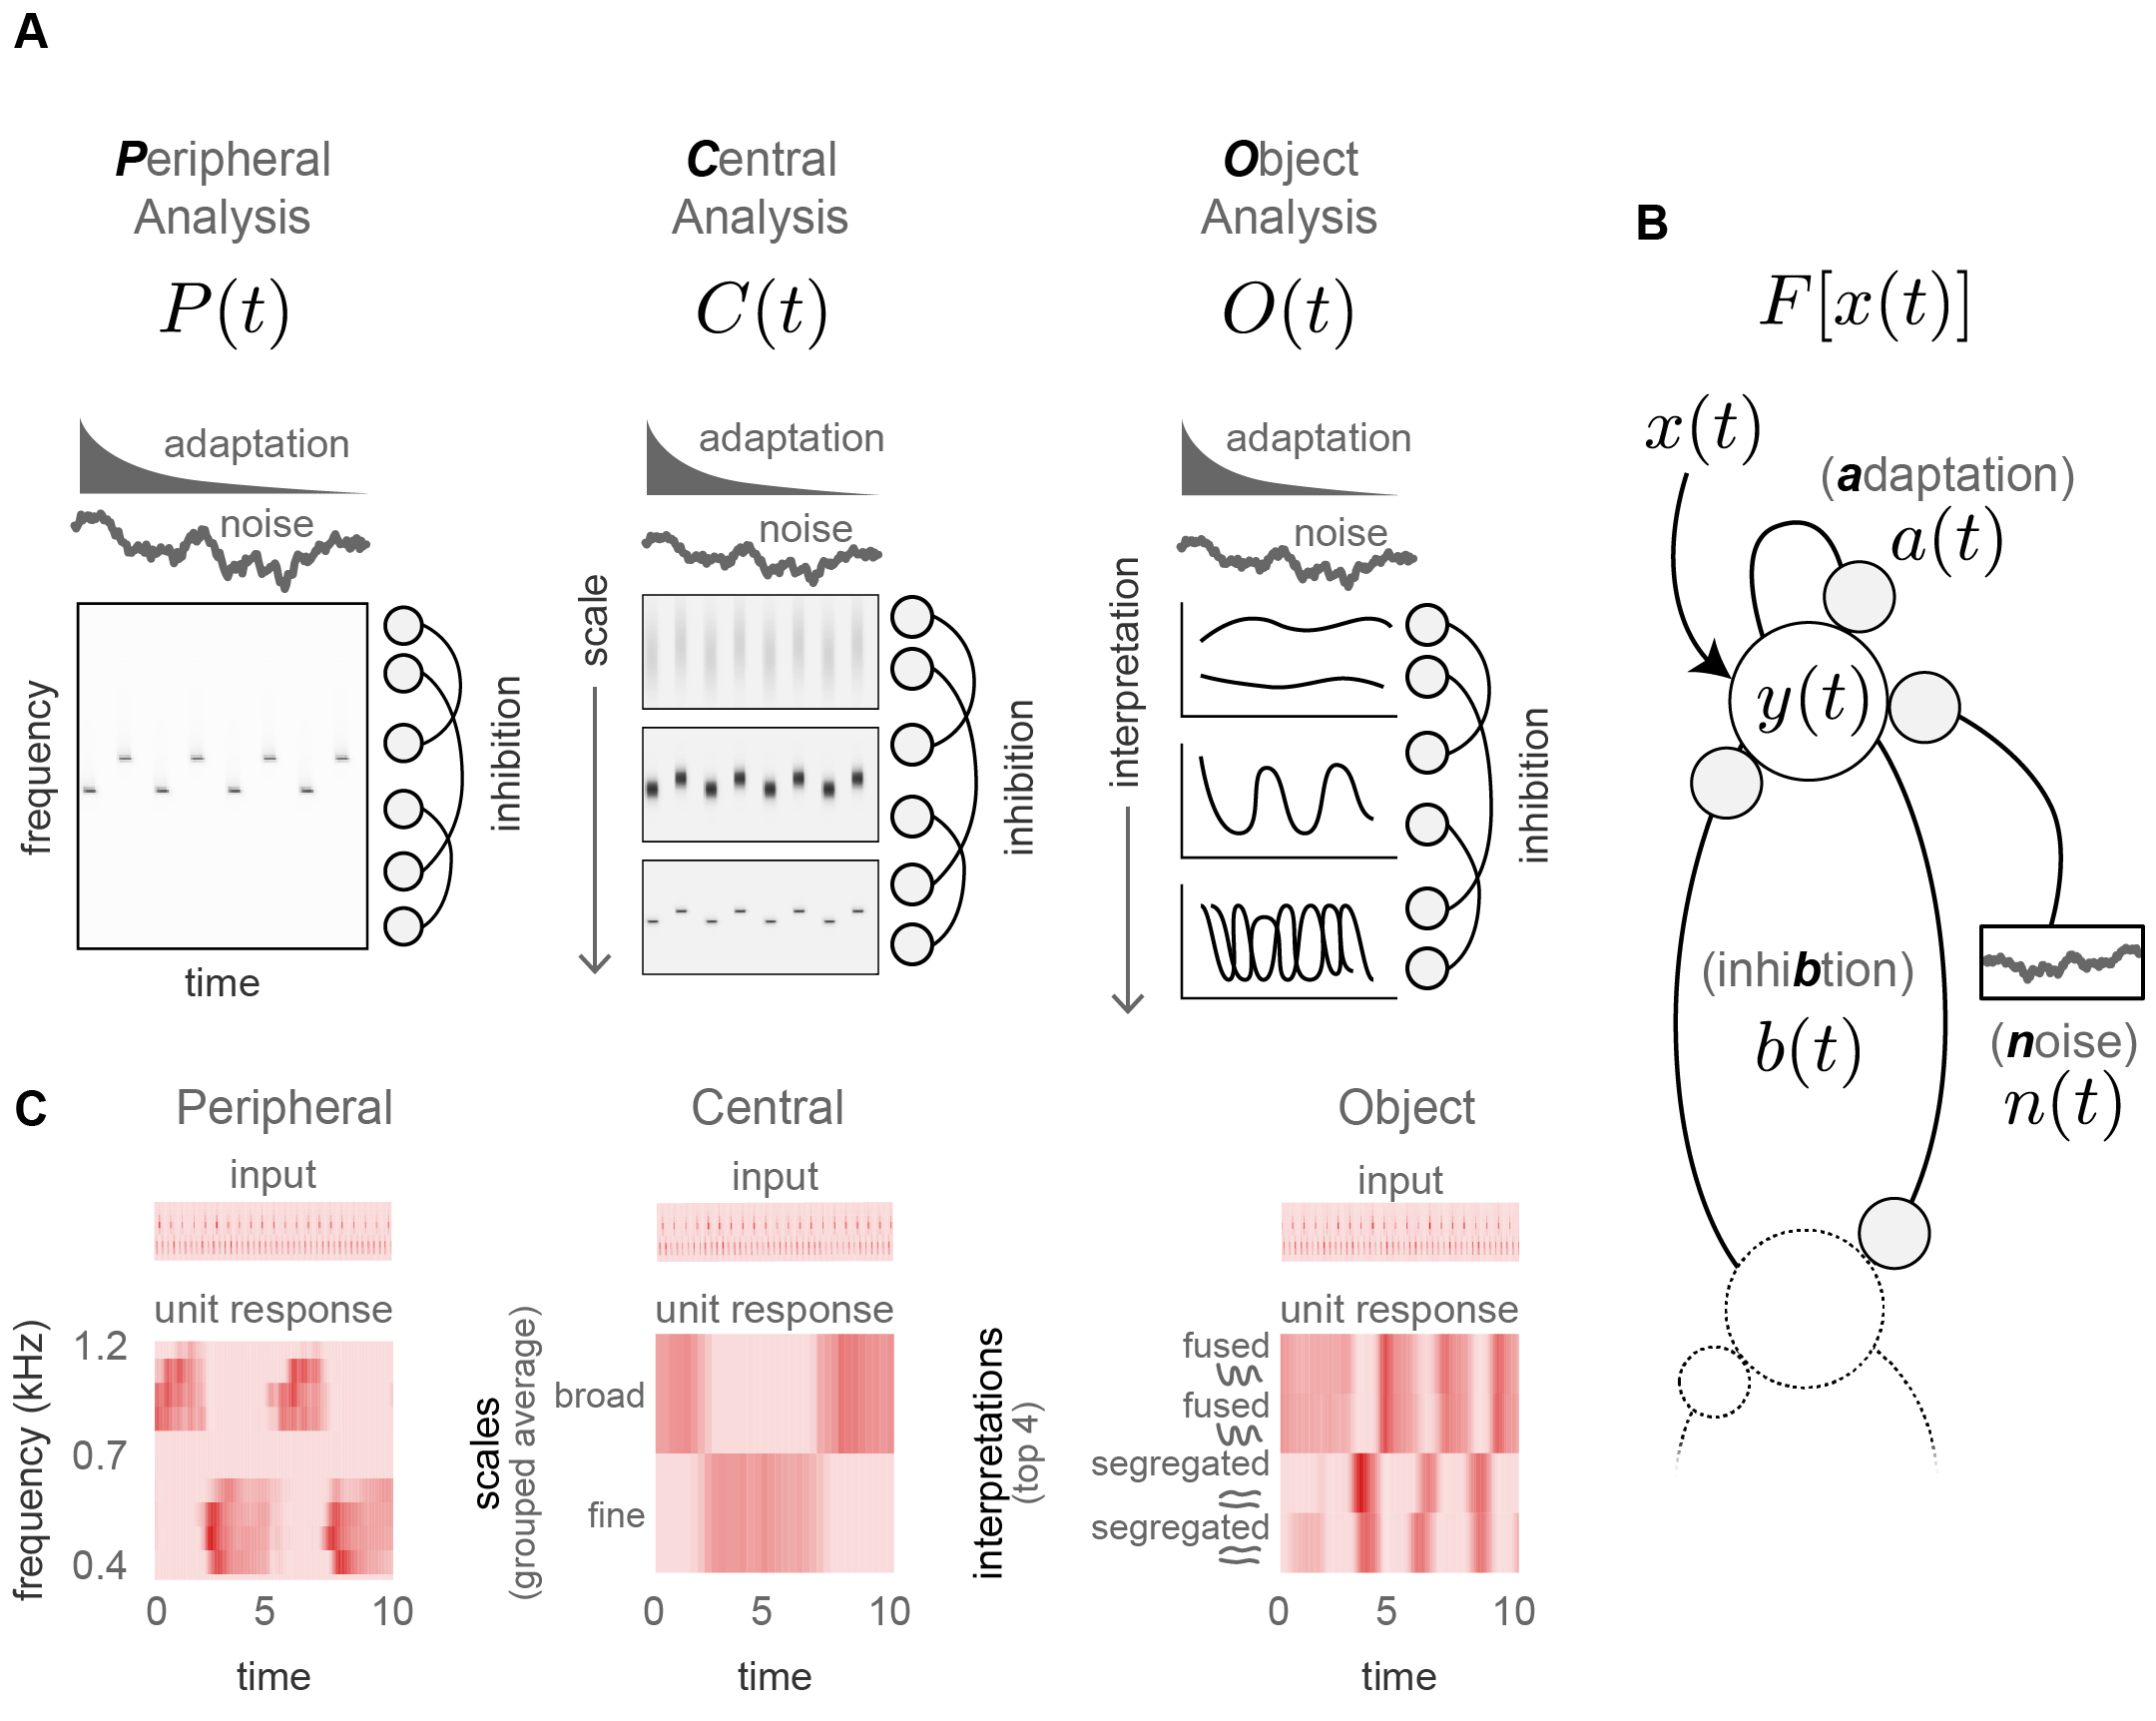 A
Peripheral
Analysis
P(t)
adaptation
noise
frequency
inhibition
time
Central
Analysis
C(t)
adaptation
noise
scale
inhibition
Object
Analysis
O(t)
adaptation
noise
interpretation
inhibition
B
F[x(t)]
x(t)
(adaptation)
a(t)
y(t)
(inhibtion)
b(t)
(noise)
n(t)
C
Peripheral
input
unit response
frequency (kHz)
1.2
0.7
0.4
0 5 10
time
Central
input
unit response
scales
(grouped average)
broad
fine
0 5 10
time
Object
input
unit response
interpretations
(top 4)
fused
fused
segregated
segregated
0 5 10
time